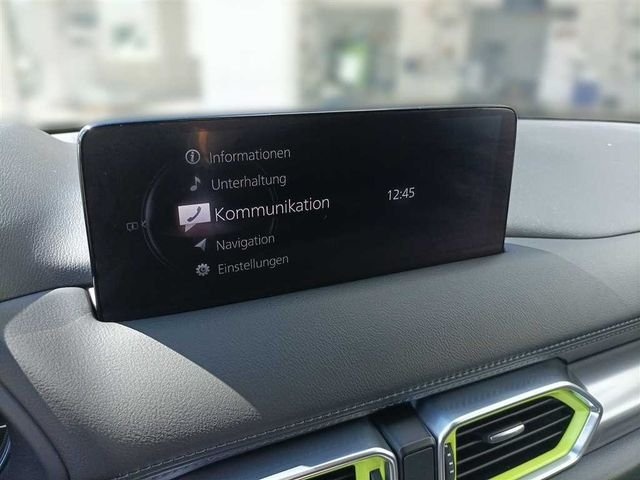 Informationen
Unterhaltung
Kommunikation
12:45
Navigation
Einstellungen